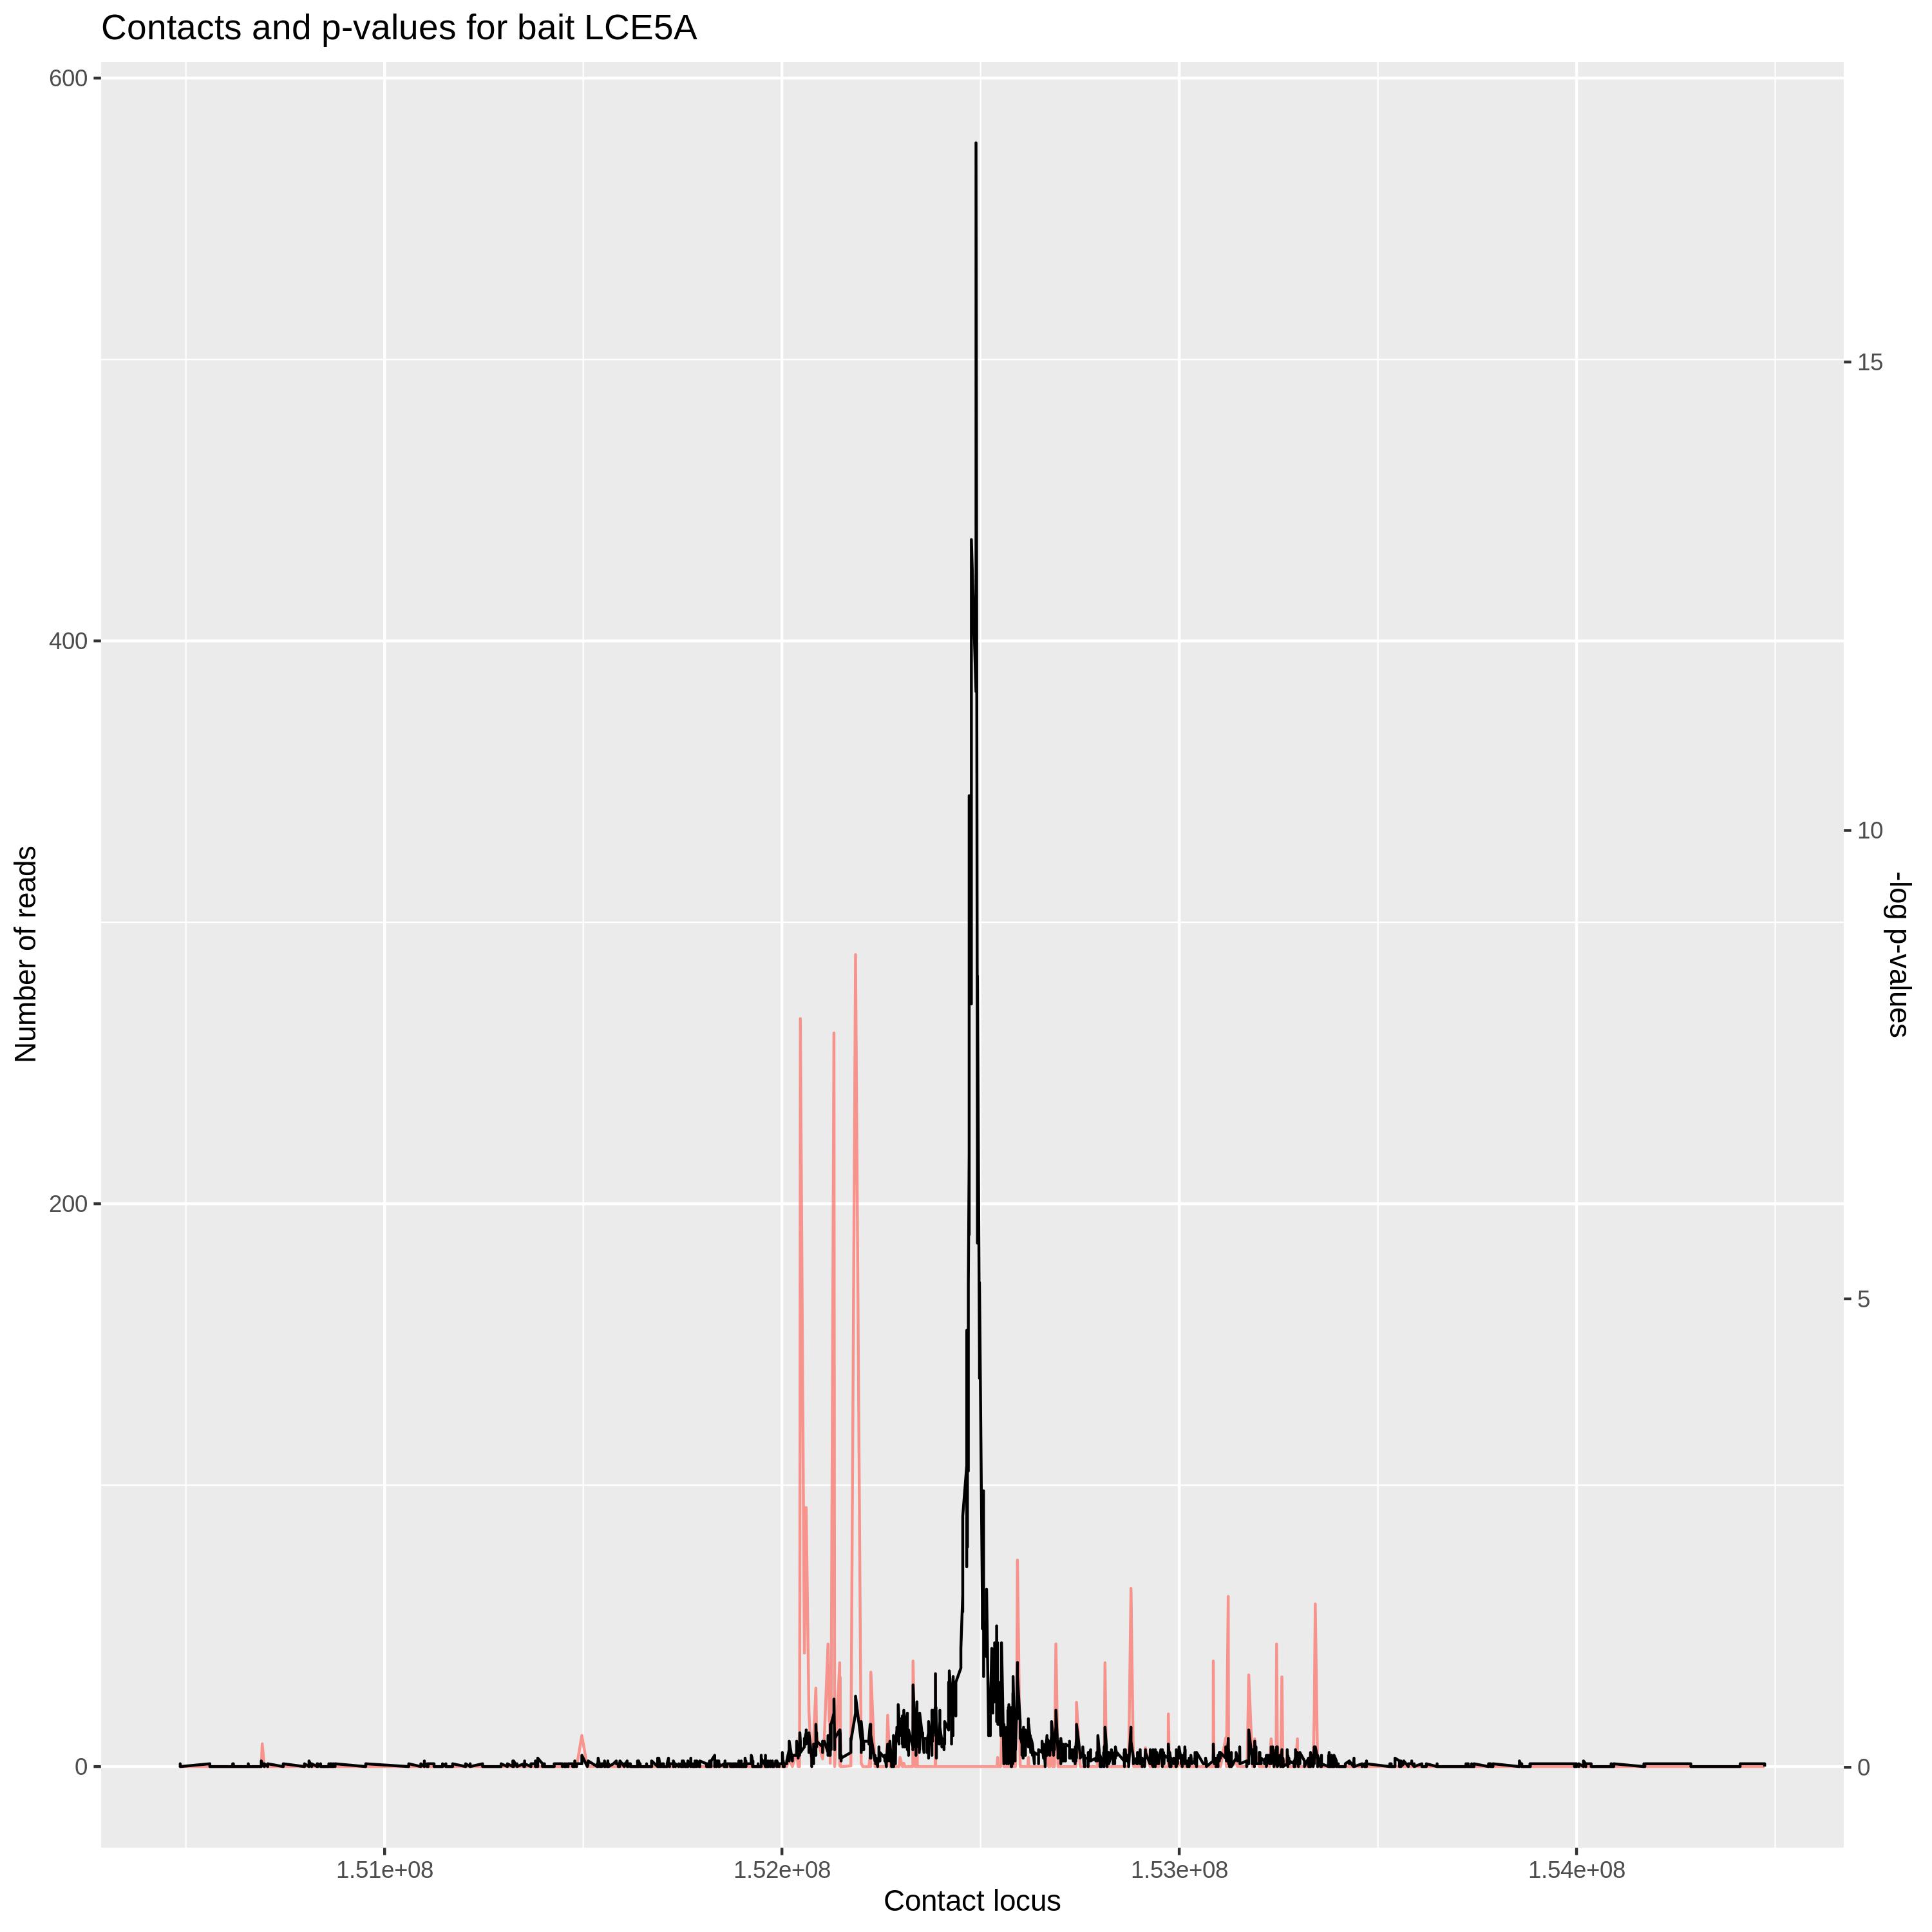 Contacts and p-values for bait LCE5A
600
400
200
0
Number of reads
15
10
5
0
-log p-values
1.51e+08
1.52e+08
1.53e+08
1.54e+08
Contact locus